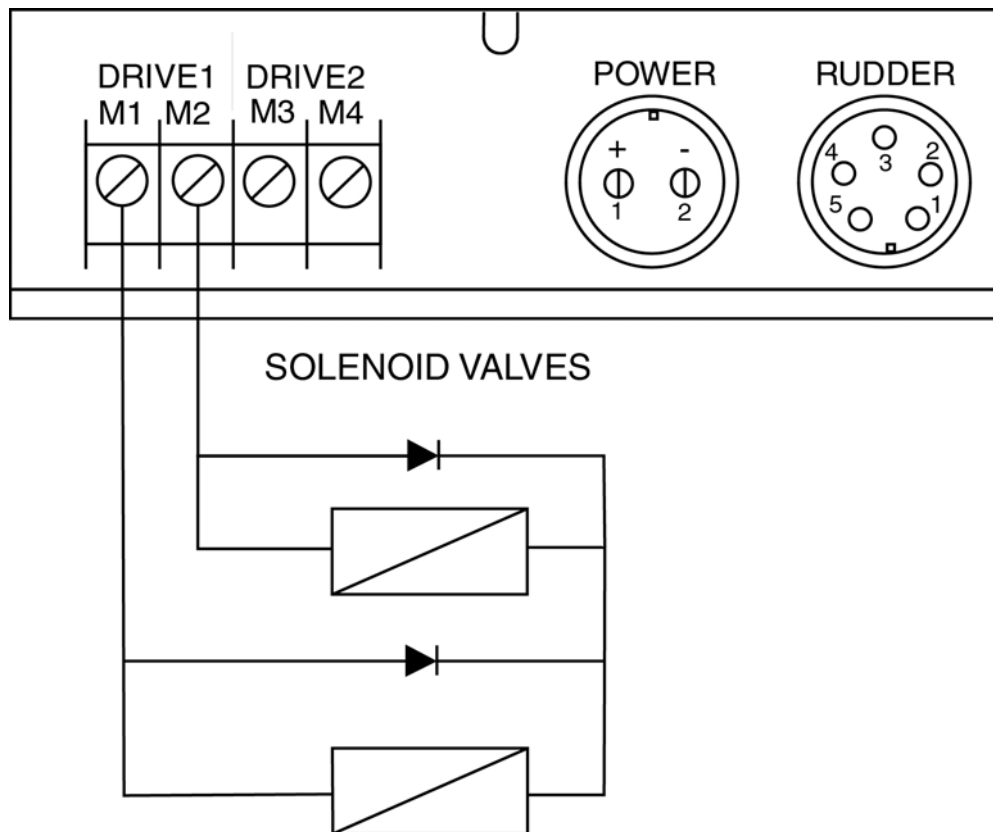 DRIVE1 DRIVE2 POWER RUDDER
M1 M2 M3 M4
+ - 4 3 2
1 2 5 1
SOLENOID VALVES